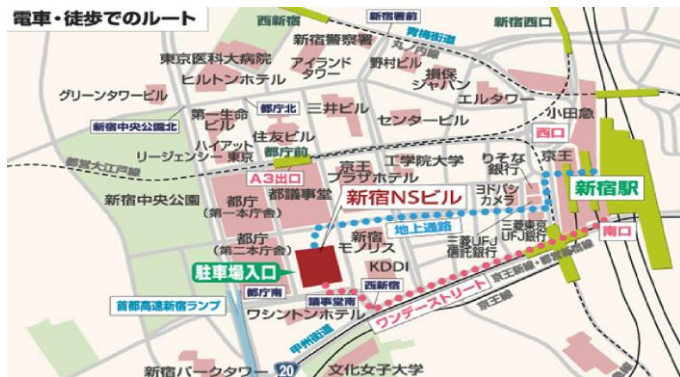 電車・徒歩でのルート
西新宿
新宿署前
青梅街道
新宿西口
東京医科大病院
新宿警察署
丸ノ内線
ヒルトンホテル
アイランド
タワー
野村ビル
損保
ジャパン
グリーンタワービル
エルタワー
小田急
第一生命
ビル
都庁北
三井ビル
センタービル
新宿中央公園北
住友ビル
西口
ハイアット
リージェンシー 東京
都庁前
都営大江戸線
A3出口
京王
プラザホテル
工学院大学
りそな
銀行
京王
新宿中央公園
都庁
(第一本庁舎)
都議事堂
新宿NSビル
ヨドバシ
カメラ
新宿駅
地上通路
南口
都庁
(第二本庁舎)
新宿
モノリス
三菱UFJ
信託銀行
三菱東京
UFJ銀行
駐車場入口
KDDI
京王新線・都営新宿線
都庁南
西新宿
京王線
首都高速新宿ランプ
議事堂南
ワシントンホテル
ワンデーストリート
甲州街道
新宿パークタワー
20
文化女子大学